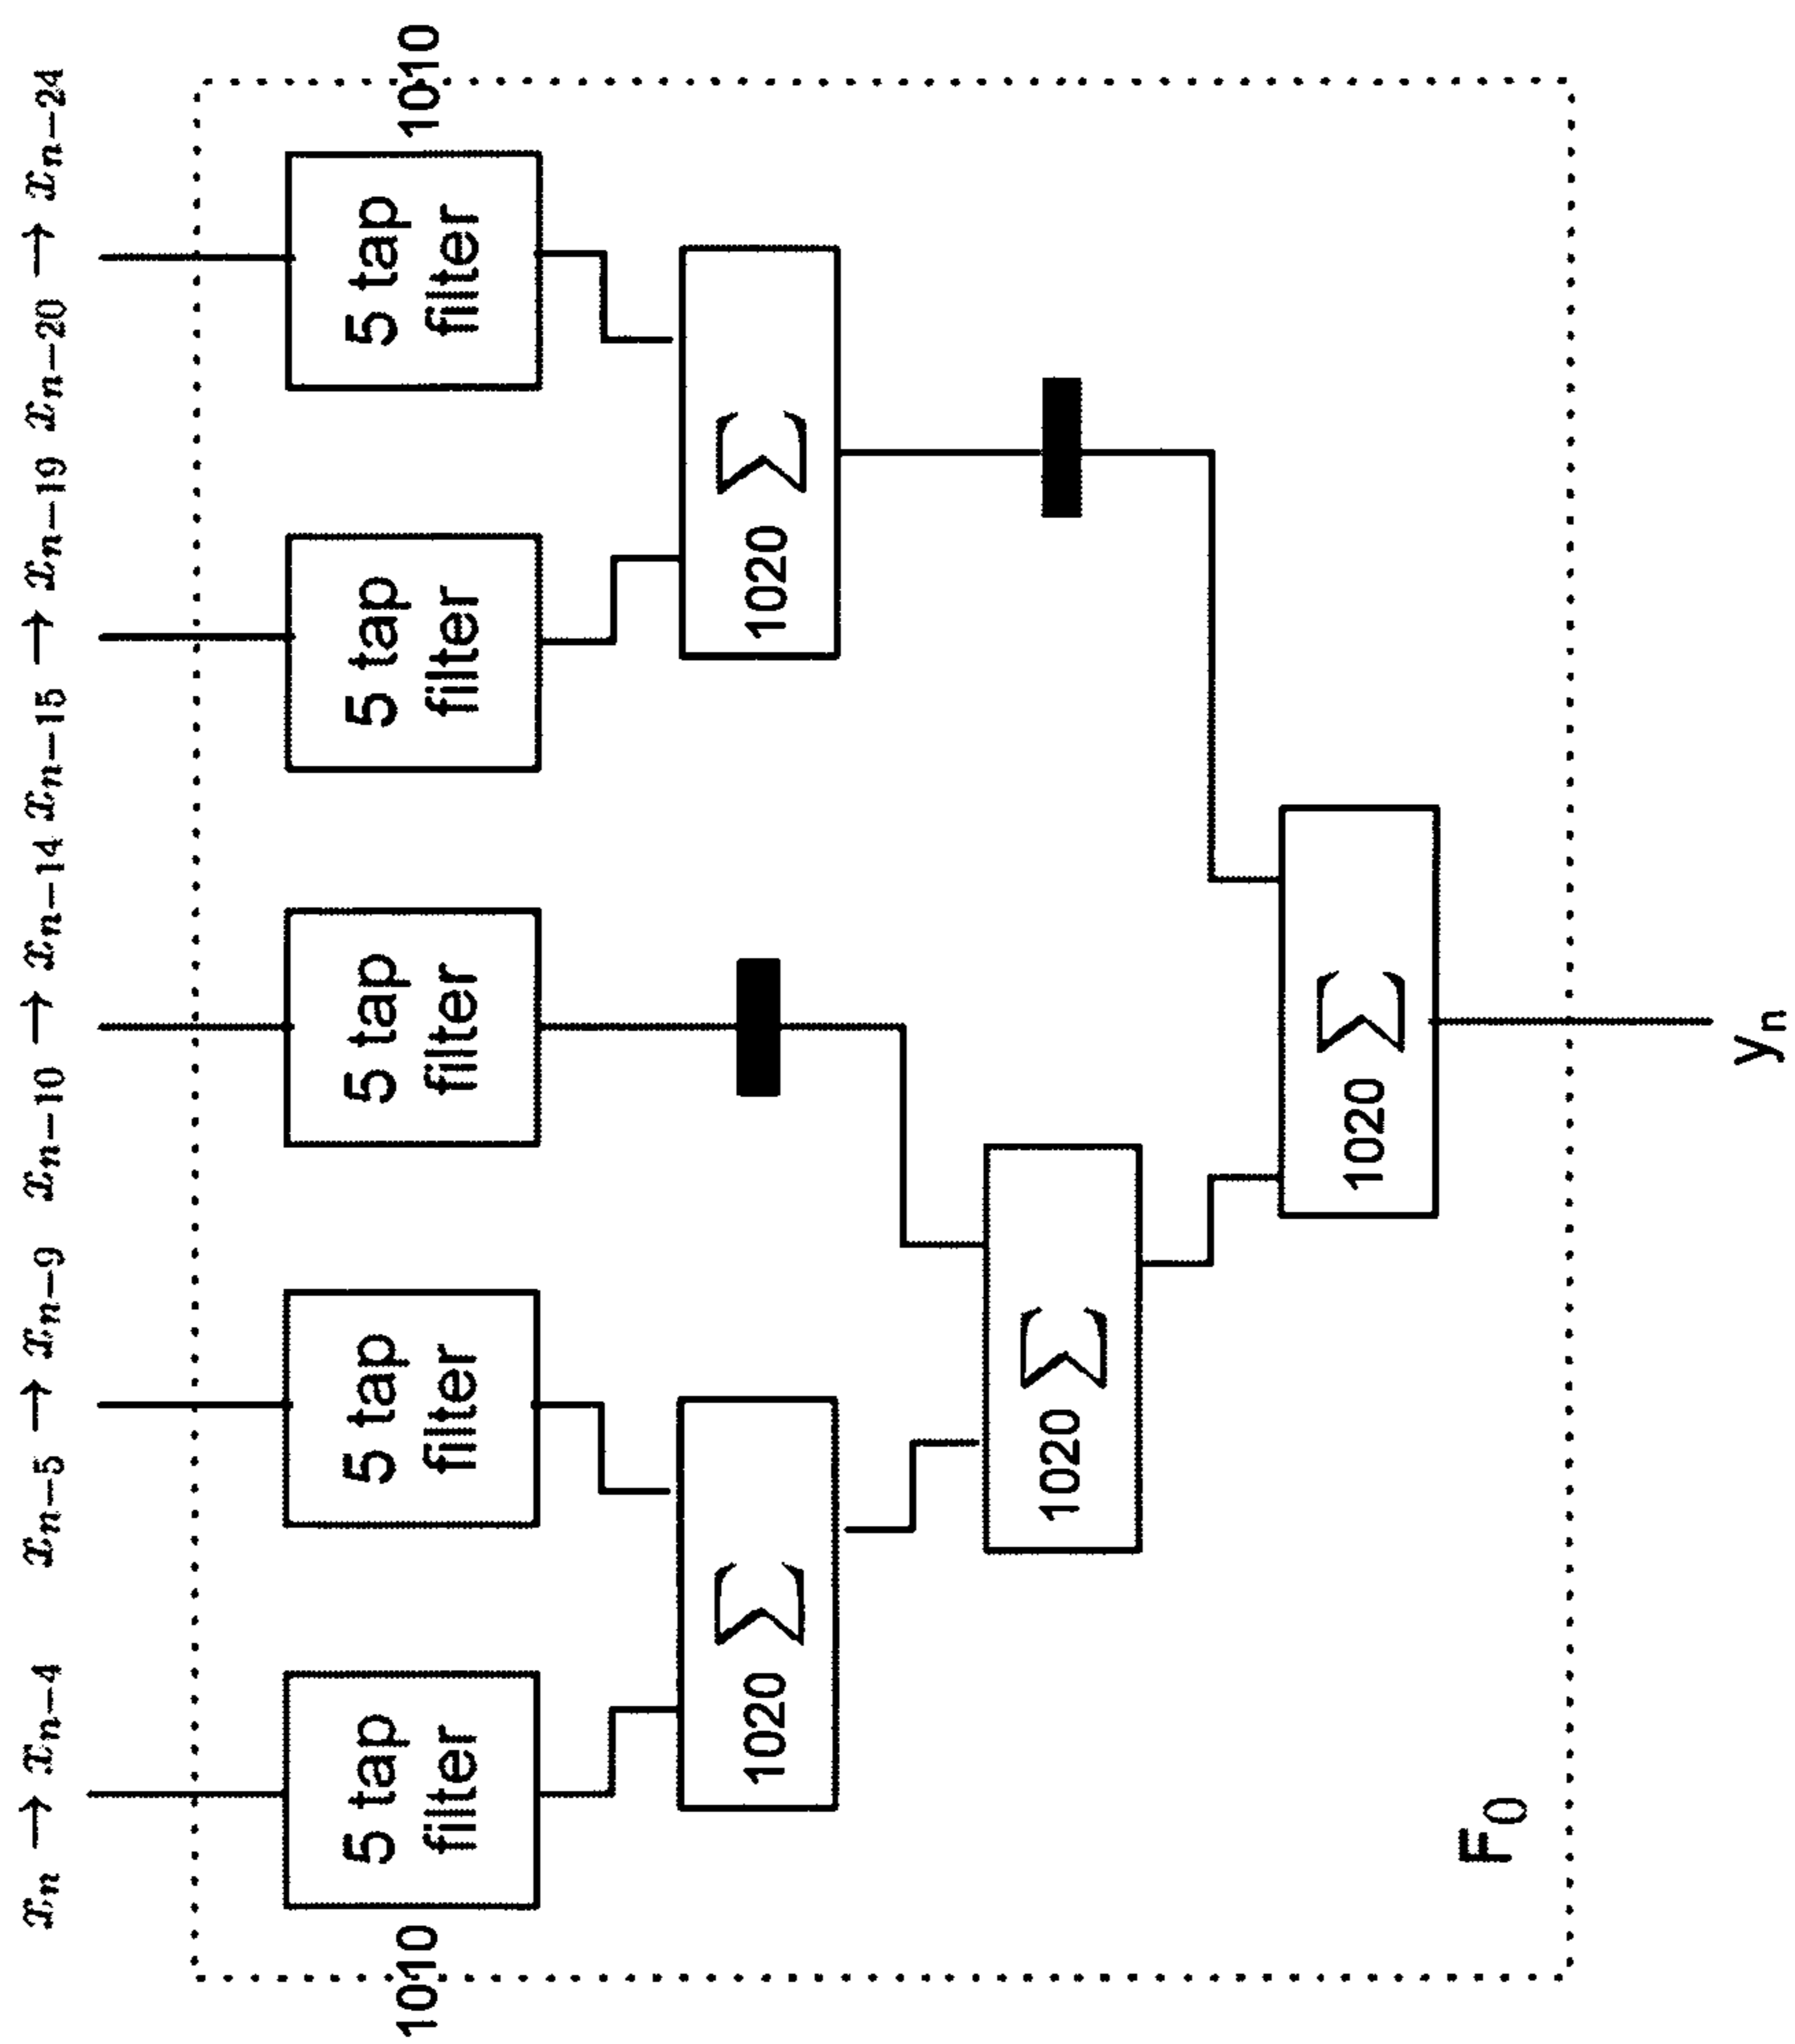 x_n → x_{n-4}
x_{n-5} → x_{n-9}
x_{n-10} → x_{n-14}
x_{n-15} → x_{n-19}
x_{n-20} → x_{n-24}
1010
5 tap
filter
5 tap
filter
5 tap
filter
5 tap
filter
5 tap
filter
1010
1020 Σ
1020 Σ
1020 Σ
1020 Σ
F_0
y_n